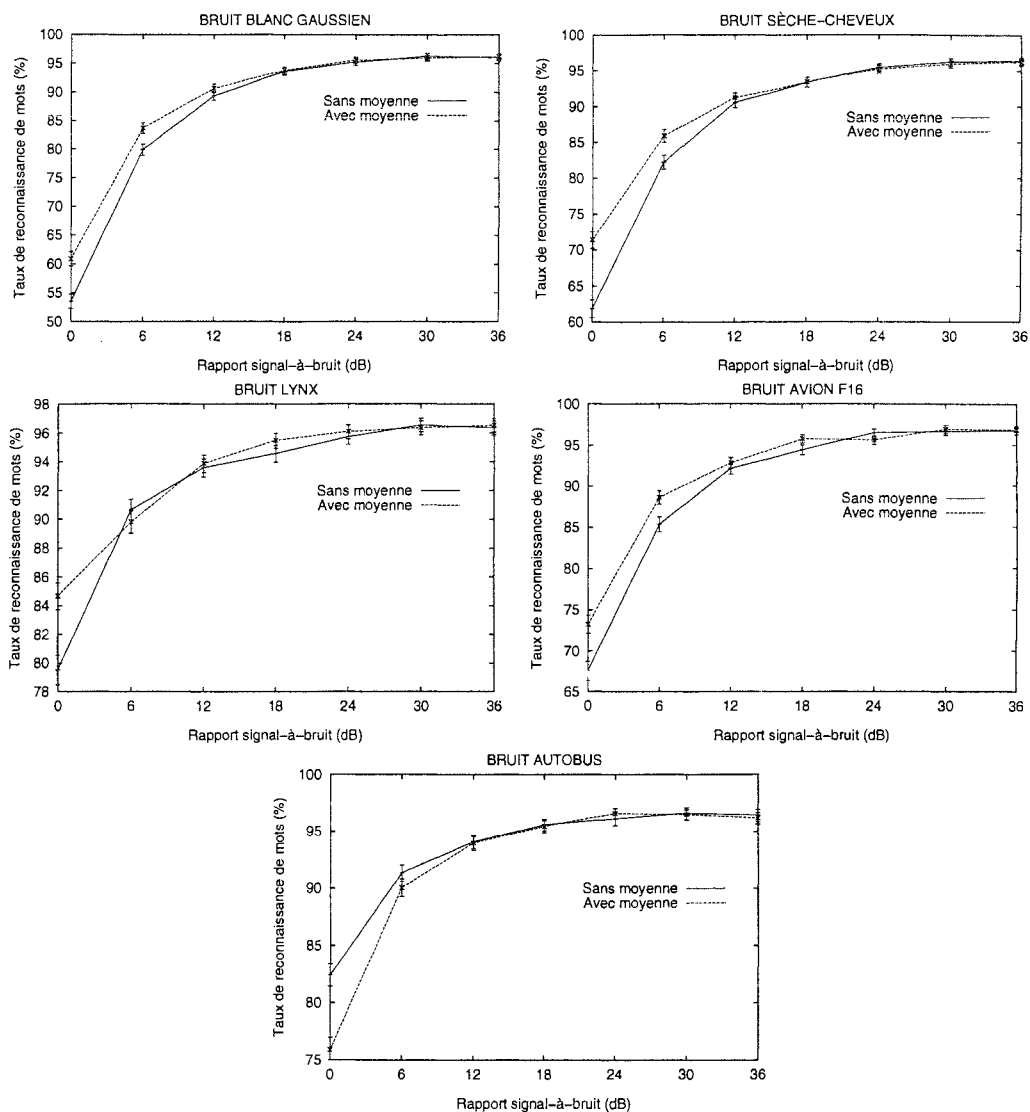 BRUIT BLANC GAUSSIEN
100
95
90
85
80
75
70
65
60
55
50
Taux de reconnaissance de mots (%)
Sans moyenne
Avec moyenne
0 6 12 18 24 30 36
Rapport signal-à-bruit (dB)
BRUIT SÈCHE-CHEVEUX
100
95
90
85
80
75
70
65
60
Taux de reconnaissance de mots (%)
Sans moyenne
Avec moyenne
0 6 12 18 24 30 36
Rapport signal-à-bruit (dB)
BRUIT LYNX
98
96
94
92
90
88
86
84
82
80
78
Taux de reconnaissance de mots (%)
Sans moyenne
Avec moyenne
0 6 12 18 24 30 36
Rapport signal-à-bruit (dB)
BRUIT AVION F16
100
95
90
85
80
75
70
65
Taux de reconnaissance de mots (%)
Sans moyenne
Avec moyenne
0 6 12 18 24 30 36
Rapport signal-à-bruit (dB)
BRUIT AUTOBUS
100
95
90
85
80
75
Taux de reconnaissance de mots (%)
Sans moyenne
Avec moyenne
0 6 12 18 24 30 36
Rapport signal-à-bruit (dB)